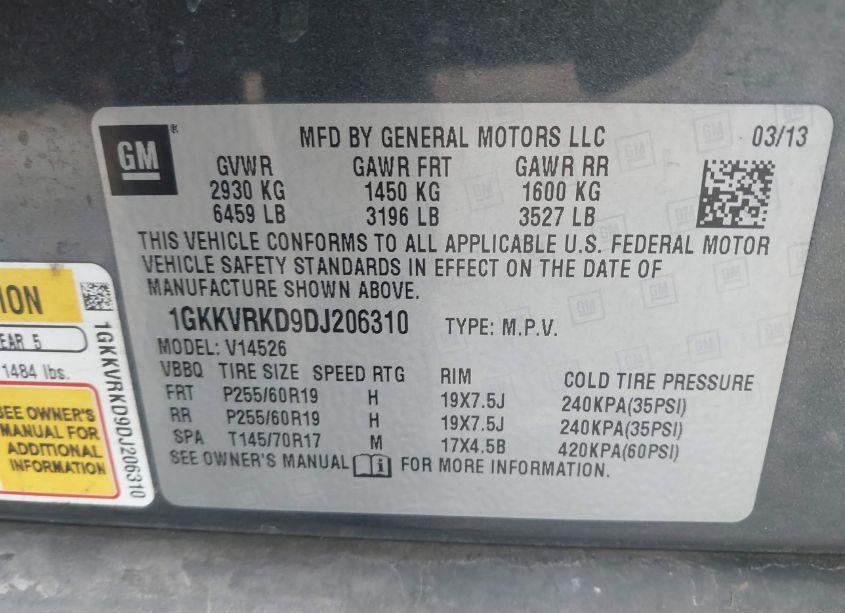 GM
MFD BY GENERAL MOTORS LLC 03/13
GVWR GAWR FRT GAWR RR
2930 KG 1450 KG 1600 KG
6459 LB 3196 LB 3527 LB
THIS VEHICLE CONFORMS TO ALL APPLICABLE U.S. FEDERAL MOTOR
VEHICLE SAFETY STANDARDS IN EFFECT ON THE DATE OF
MANUFACTURE SHOWN ABOVE.
1GKKVRKD9DJ206310 TYPE: M.P.V.
MODEL: V14526
VBBQ TIRE SIZE SPEED RTG RIM COLD TIRE PRESSURE
FRT P255/60R19 H 19X7.5J 240KPA(35PSI)
RR P255/60R19 H 19X7.5J 240KPA(35PSI)
SPA T145/70R17 M 17X4.5B 420KPA(60PSI)
SEE OWNER'S MANUAL FOR MORE INFORMATION.
ION
EAR 5
1484 lbs.
SEE OWNER'S
MANUAL FOR
ADDITIONAL
INFORMATION
1GKKVRKD9DJ206310